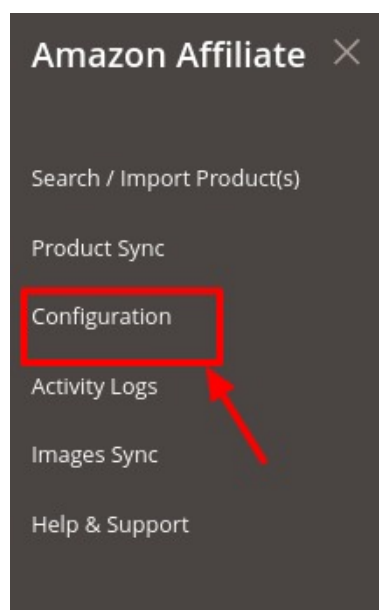 Amazon Affiliate
Search / Import Product(s)
Product Sync
Configuration
Activity Logs
Images Sync
Help & Support